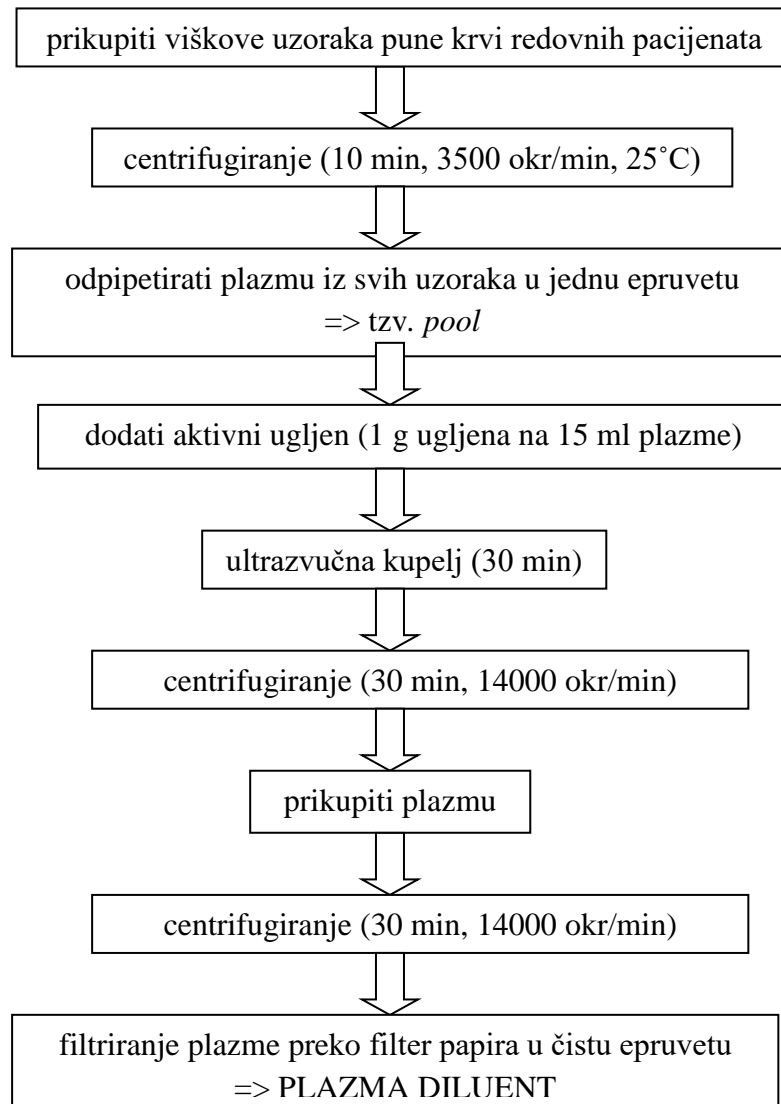 prikupiti viškove uzoraka pune krvi redovnih pacijenata
centrifugiranje (10 min, 3500 okr/min, 25˚C)
odpipetirati plazmu iz svih uzoraka u jednu epruvetu
=> tzv. pool
dodati aktivni ugljen (1 g ugljena na 15 ml plazme)
ultrazvučna kupelj (30 min)
centrifugiranje (30 min, 14000 okr/min)
prikupiti plazmu
centrifugiranje (30 min, 14000 okr/min)
filtriranje plazme preko filter papira u čistu epruvetu
=> PLAZMA DILUENT